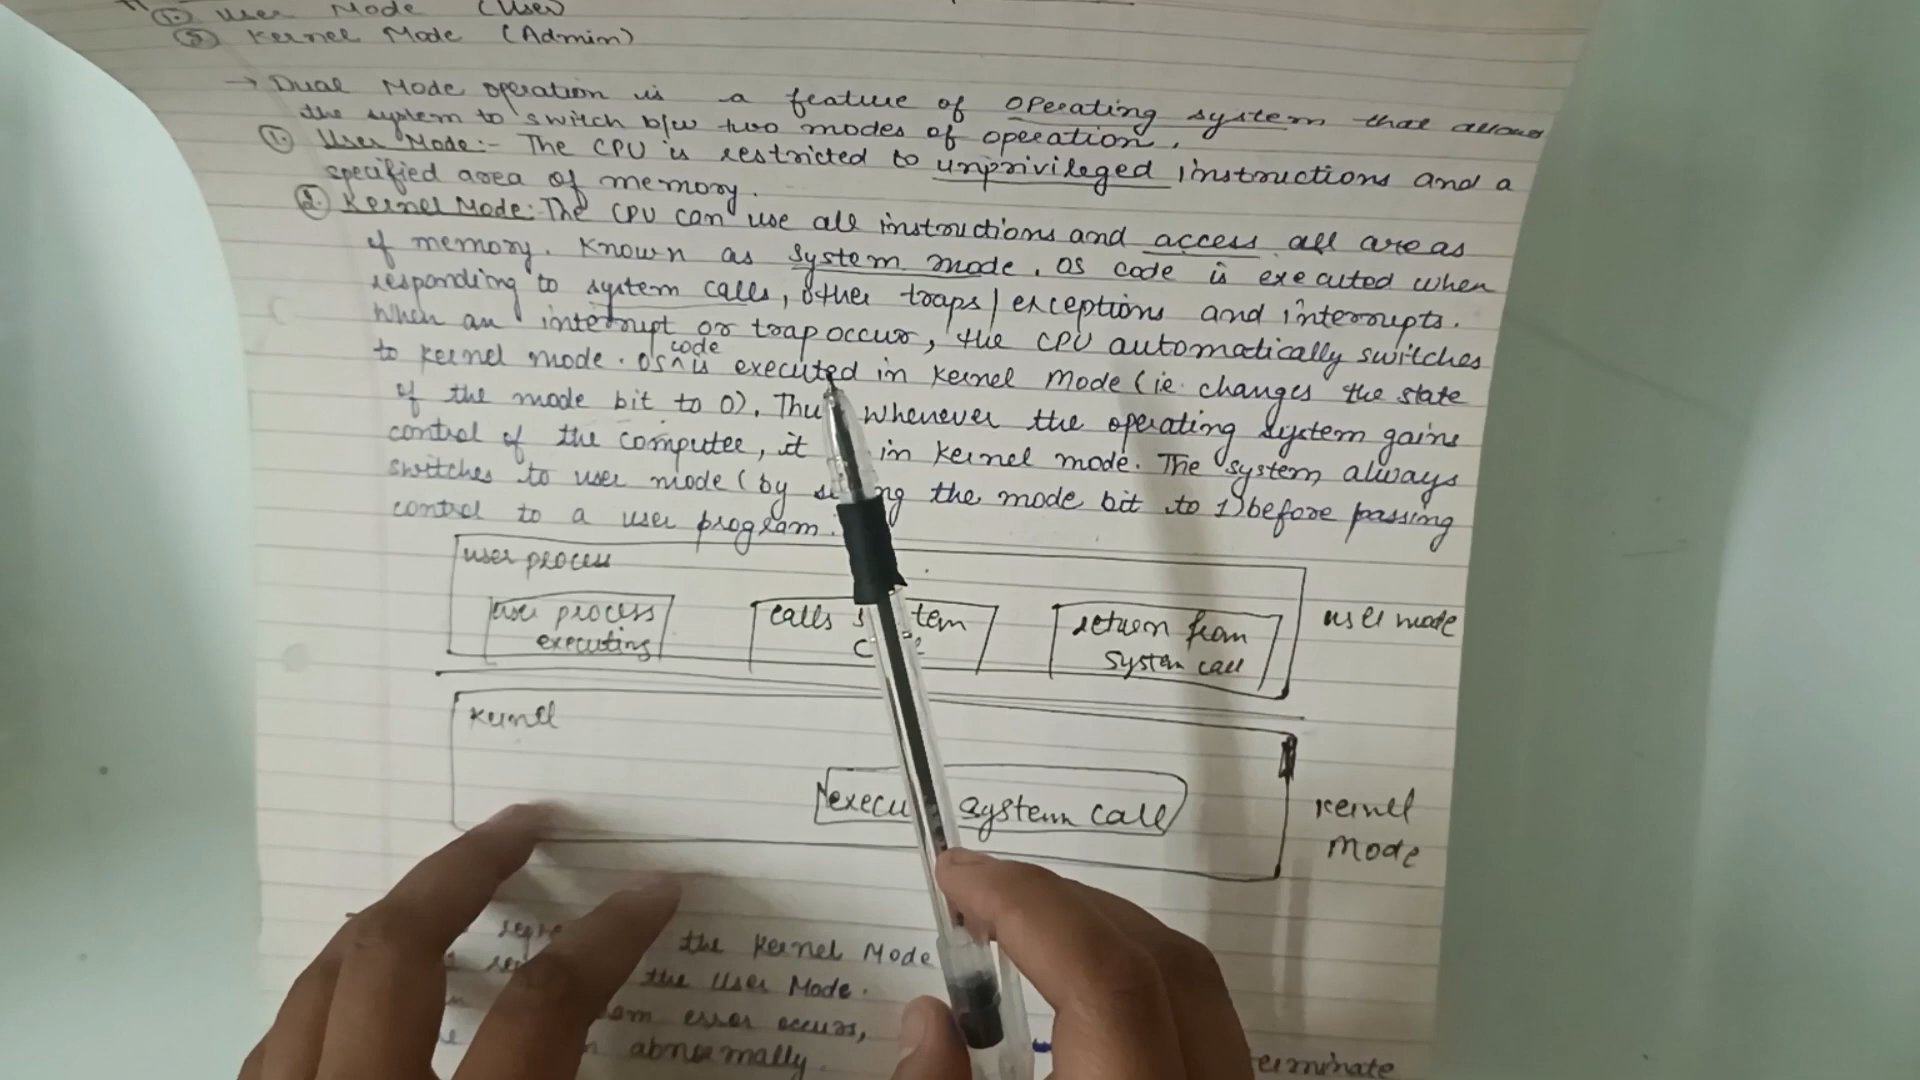 1. User Mode (User)
2. Kernel Mode (Admin)
→ Dual Mode operation is a feature of operating system that allows
the system to switch b/w two modes of operation.
1. User Mode:- The CPU is restricted to unprivileged instructions and a
specified area of memory.
2. Kernel Mode: The CPU can use all instructions and access all areas
of memory. Known as system mode. OS code is executed when
responding to system calls, other traps/exceptions and interrupts.
When an interrupt or trap occur, the CPU automatically switches
to kernel mode. OS code is executed in kernel mode (ie. changes the state
of the mode bit to 0). Thu whenever the operating system gains
control of the computer, it in kernel mode. The system always
switches to user mode (by the mode bit to 1) before passing
control to a user program.
user process
user process
executing
calls s tem
return from
system call
user mode
kernel
execu system call
kernel
mode
the Kernel Mode
the User Mode.
error occurs,
abnormally